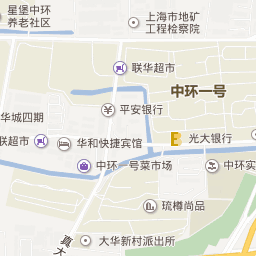 星堡中环
养老社区
上海市地矿
工程检察院
联华超市
中环一号
平安银行
华城四期
联超市
华和快捷宾馆
光大银行
中环一号菜市场
中环实
琉樽尚品
真大
大华新村派出所